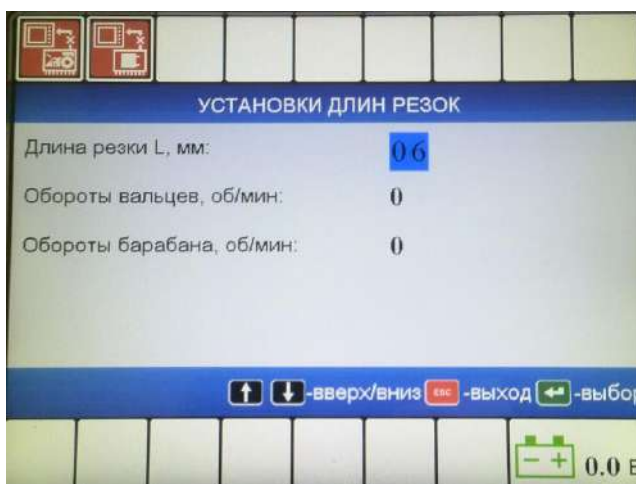 УСТАНОВКИ ДЛИН РЕЗОК
Длина резки L, мм: 06
Обороты вальцев, об/мин: 0
Обороты барабана, об/мин: 0
-вверх/вниз ESC -выход -выбор
0.0 В